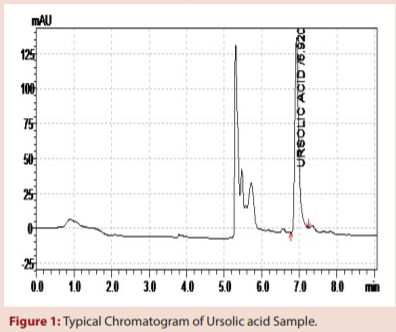 mAU
125
100
75
50
25
0
-25
URSOLIC ACID /6.920
0.0 1.0 2.0 3.0 4.0 5.0 6.0 7.0 8.0 min
Figure 1: Typical Chromatogram of Ursolic acid Sample.